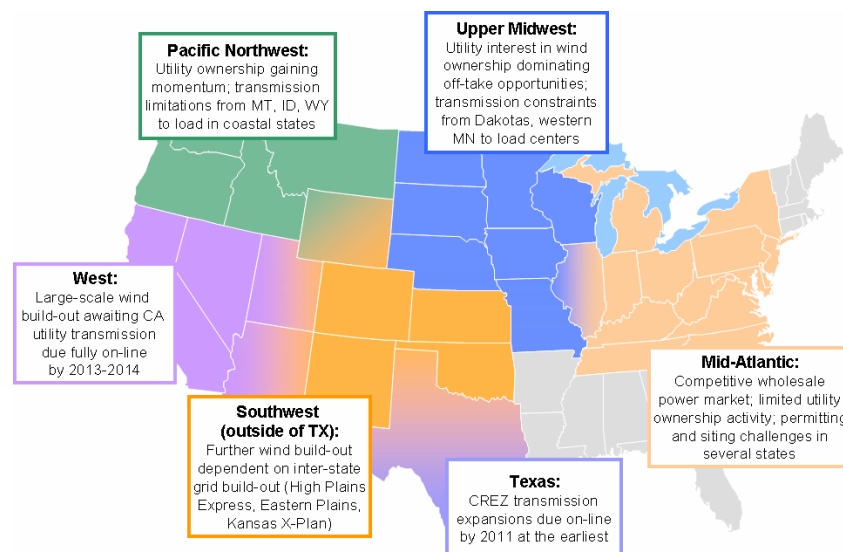 Pacific Northwest:
Utility ownership gaining
momentum; transmission
limitations from MT, ID, WY
to load in coastal states
Upper Midwest:
Utility interest in wind
ownership dominating
off-take opportunities;
transmission constraints
from Dakotas, western
MN to load centers
West:
Large-scale wind
build-out awaiting CA
utility transmission
due fully on-line
by 2013-2014
Southwest
(outside of TX):
Further wind build-out
dependent on inter-state
grid build-out (High Plains
Express, Eastern Plains,
Kansas X-Plan)
Texas:
CREZ transmission
expansions due on-line
by 2011 at the earliest
Mid-Atlantic:
Competitive wholesale
power market; limited utility
ownership activity; permitting
and siting challenges in
several states